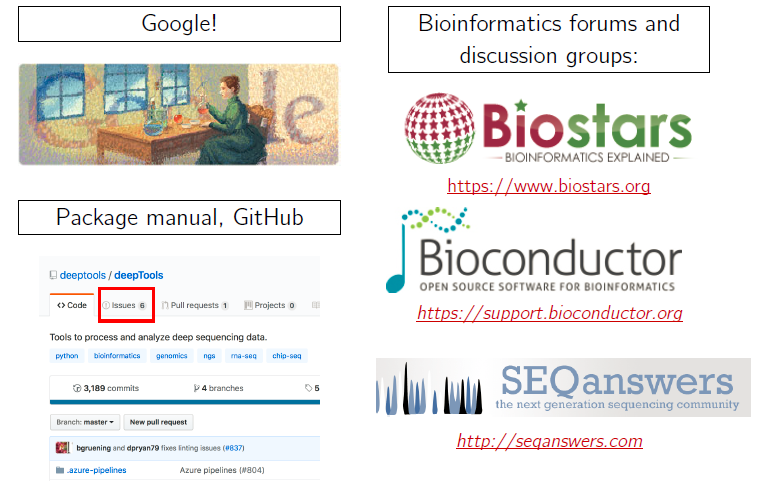 Google!
G le
Package manual, GitHub
deeptools / deepTools
Code
Issues 6
Pull requests 1
Projects 0
Tools to process and analyze deep sequencing data.
python
bioinformatics
genomics
ngs
rna-seq
chip-seq
3,189 commits
4 branches
5
Branch: master
New pull request
bgruening and dpryan79 fixes linting issues (#837)
.azure-pipelines
Azure pipelines (#804)
Bioinformatics forums and
discussion groups:
Biostars
BIOINFORMATICS EXPLAINED
https://www.biostars.org
Bioconductor
OPEN SOURCE SOFTWARE FOR BIOINFORMATICS
https://support.bioconductor.org
SEQanswers
the next generation sequencing community
http://seqanswers.com